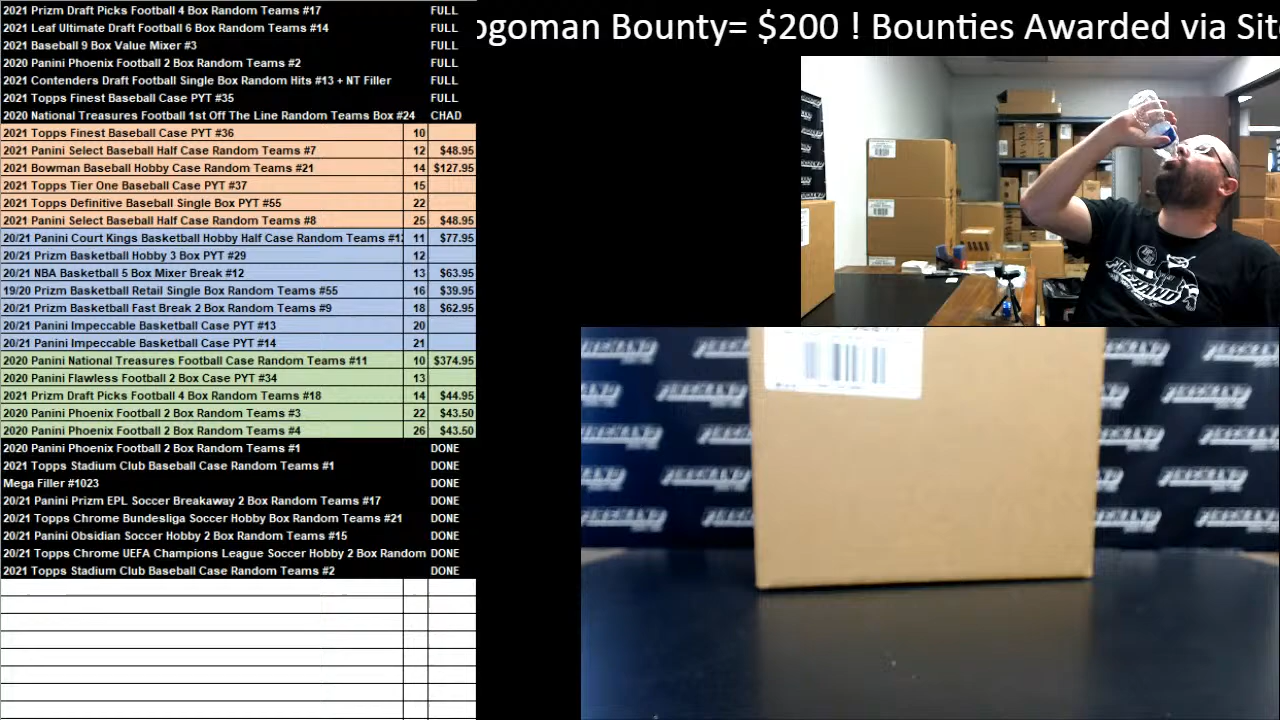 2021 Prizm Draft Picks Football 4 Box Random Teams #17 FULL
2021 Leaf Ultimate Draft Football 6 Box Random Teams #14 FULL
2021 Baseball 9 Box Value Mixer #3 FULL
2020 Panini Phoenix Football 2 Box Random Teams #2 FULL
2021 Contenders Draft Football Single Box Random Hits #13 + NT Filler FULL
2021 Topps Finest Baseball Case PYT #35 FULL
2020 National Treasures Football 1st Off The Line Random Teams Box #24 CHAD
2021 Topps Finest Baseball Case PYT #36 10
2021 Panini Select Baseball Half Case Random Teams #7 12 $48.95
2021 Bowman Baseball Hobby Case Random Teams #21 14 $127.95
2021 Topps Tier One Baseball Case PYT #37 15
2021 Topps Definitive Baseball Single Box PYT #55 22
2021 Panini Select Baseball Half Case Random Teams #8 25 $48.95
20/21 Panini Court Kings Basketball Hobby Half Case Random Teams #12 11 $77.95
20/21 Prizm Basketball Hobby 3 Box PYT #29 12
20/21 NBA Basketball 5 Box Mixer Break #12 13 $63.95
19/20 Prizm Basketball Retail Single Box Random Teams #55 16 $39.95
20/21 Prizm Basketball Fast Break 2 Box Random Teams #9 18 $62.95
20/21 Panini Impeccable Basketball Case PYT #13 20
20/21 Panini Impeccable Basketball Case PYT #14 21
2020 Panini National Treasures Football Case Random Teams #11 10 $374.95
2020 Panini Flawless Football 2 Box Case PYT #34 13
2021 Prizm Draft Picks Football 4 Box Random Teams #18 14 $44.95
2020 Panini Phoenix Football 2 Box Random Teams #3 22 $43.50
2020 Panini Phoenix Football 2 Box Random Teams #4 26 $43.50
2020 Panini Phoenix Football 2 Box Random Teams #1 DONE
2021 Topps Stadium Club Baseball Case Random Teams #1 DONE
Mega Filler #1023 DONE
20/21 Panini Prizm EPL Soccer Breakaway 2 Box Random Teams #17 DONE
20/21 Topps Chrome Bundesliga Soccer Hobby Box Random Teams #21 DONE
20/21 Panini Obsidian Soccer Hobby 2 Box Random Teams #15 DONE
20/21 Topps Chrome UEFA Champions League Soccer Hobby 2 Box Random DONE
2021 Topps Stadium Club Baseball Case Random Teams #2 DONE
ogoman Bounty= $200 ! Bounties Awarded via Sit